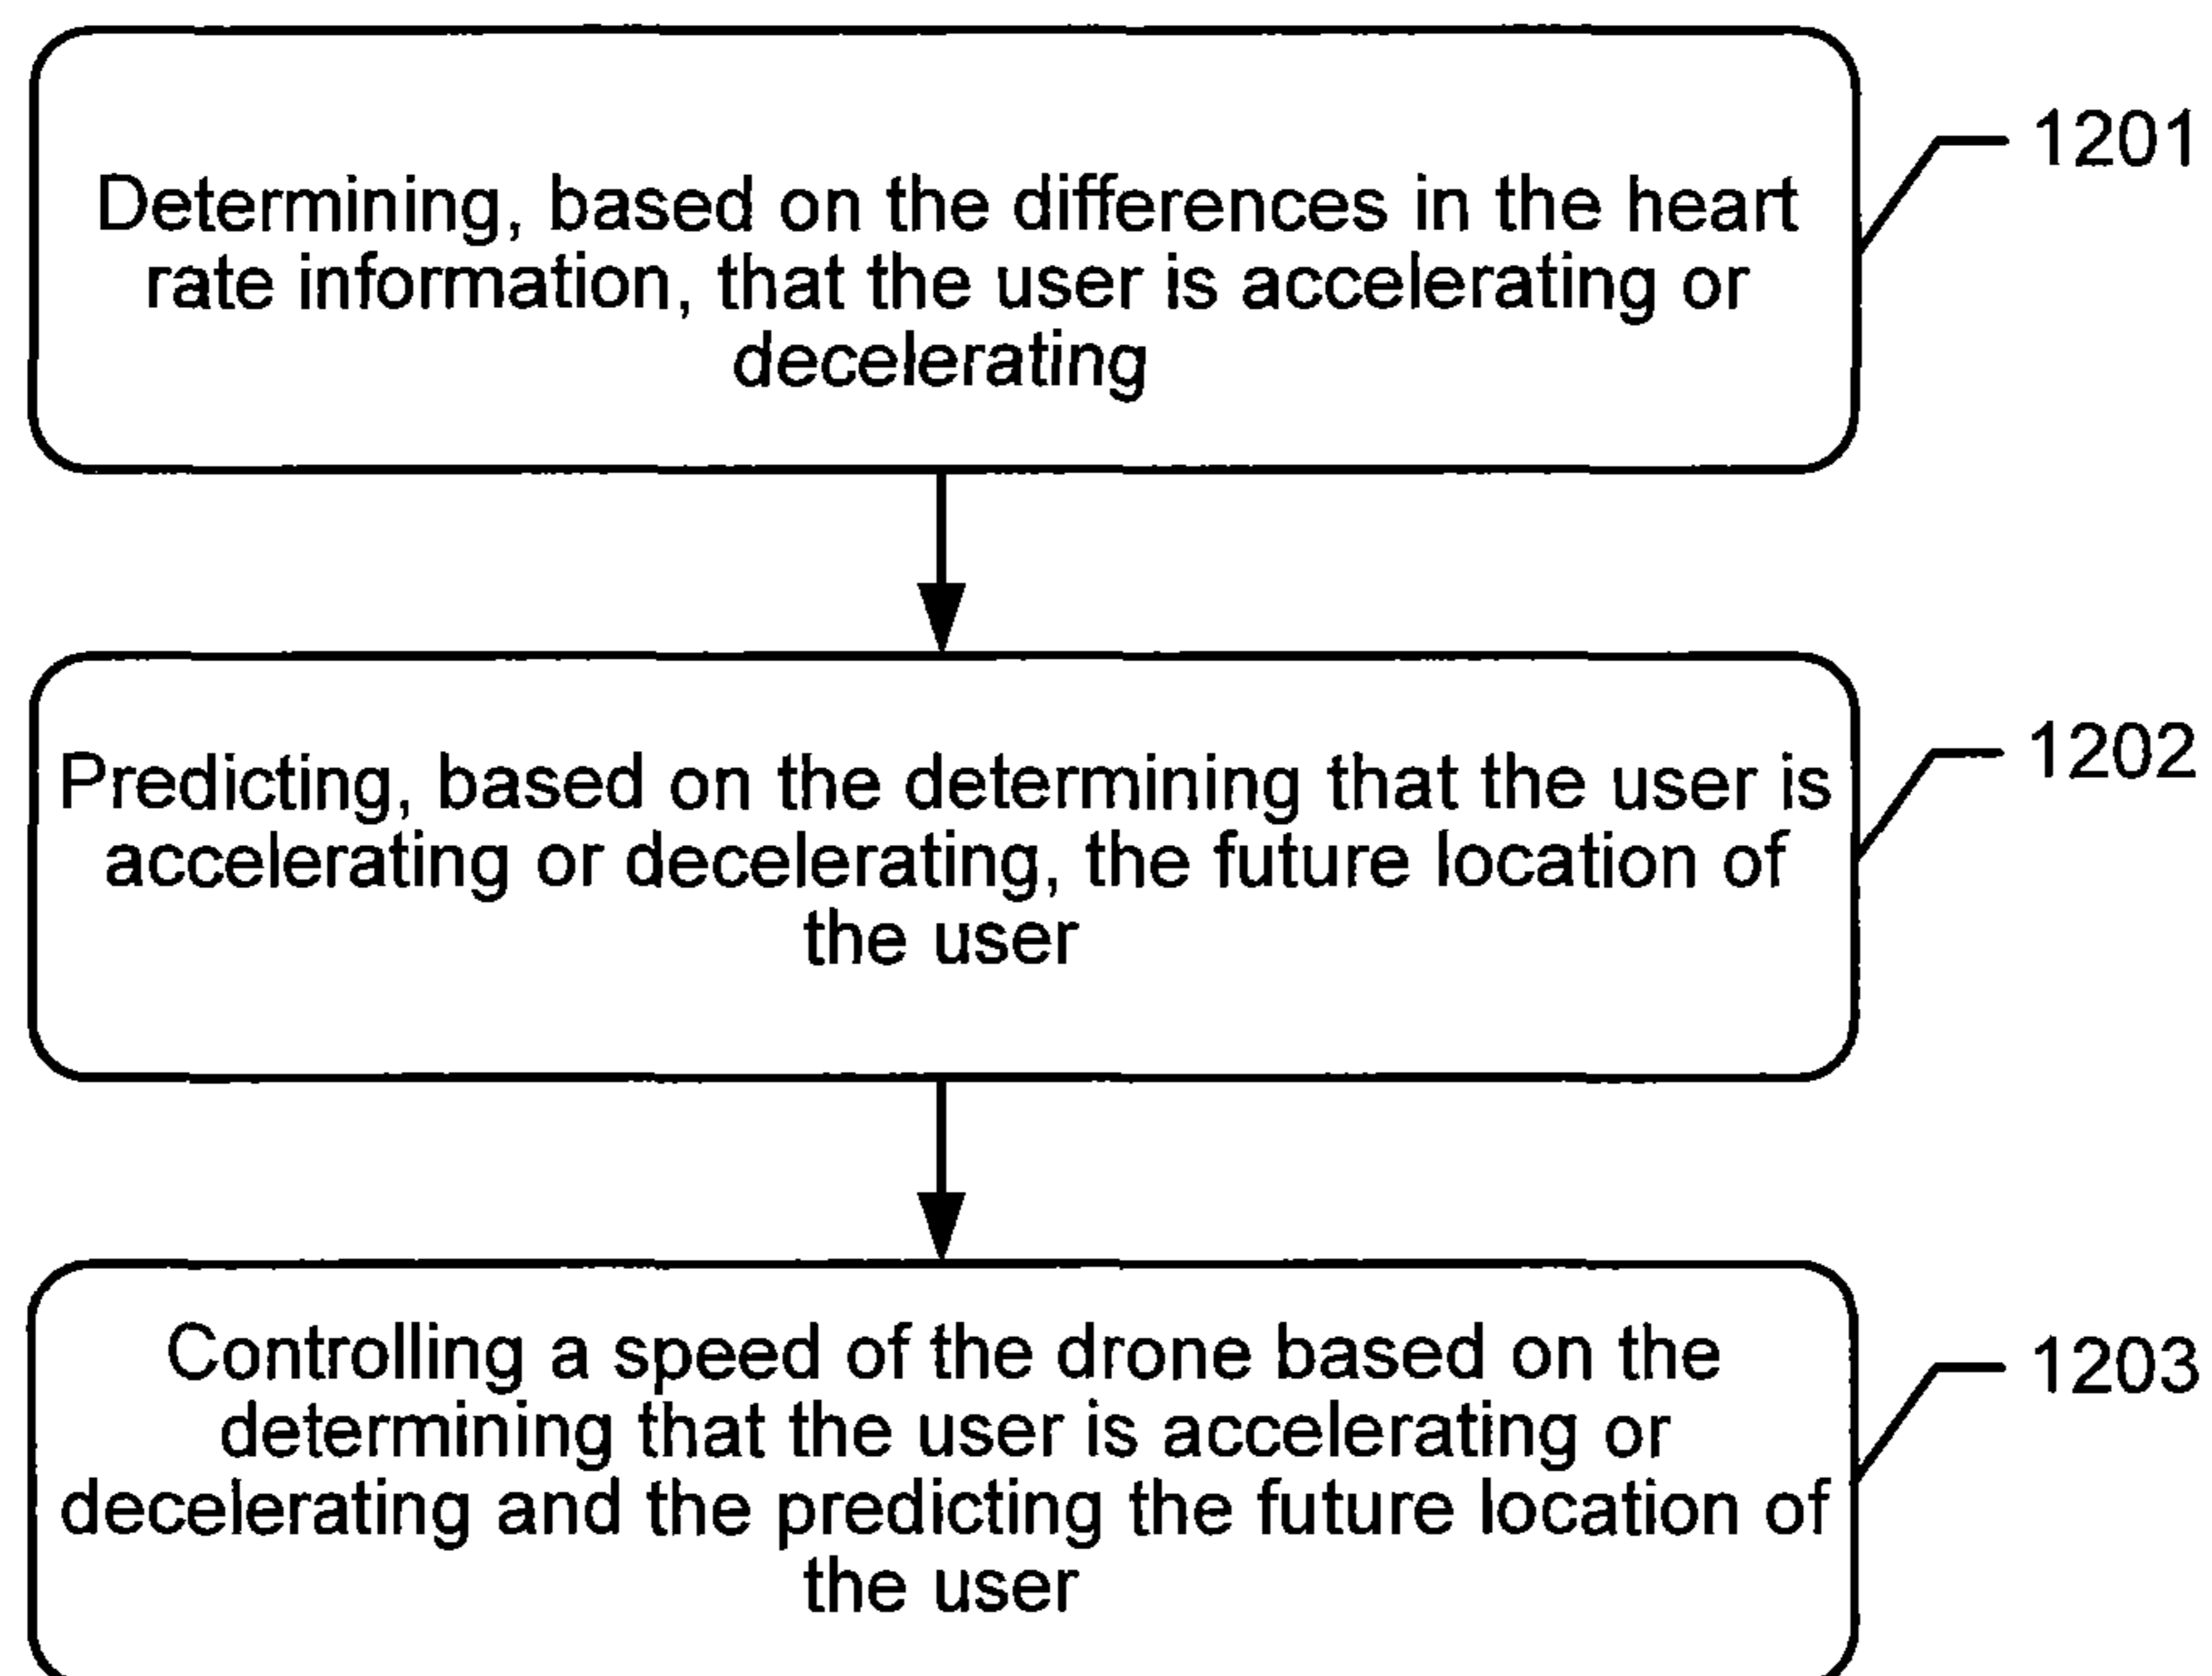 Determining, based on the differences in the heart
rate information, that the user is accelerating or
decelerating
1201
Predicting, based on the determining that the user is
accelerating or decelerating, the future location of
the user
1202
Controlling a speed of the drone based on the
determining that the user is accelerating or
decelerating and the predicting the future location of
the user
1203